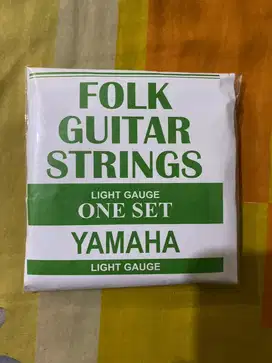 FOLK
GUITAR
STRINGS
LIGHT GAUGE
ONE SET
YAMAHA
LIGHT GAUGE